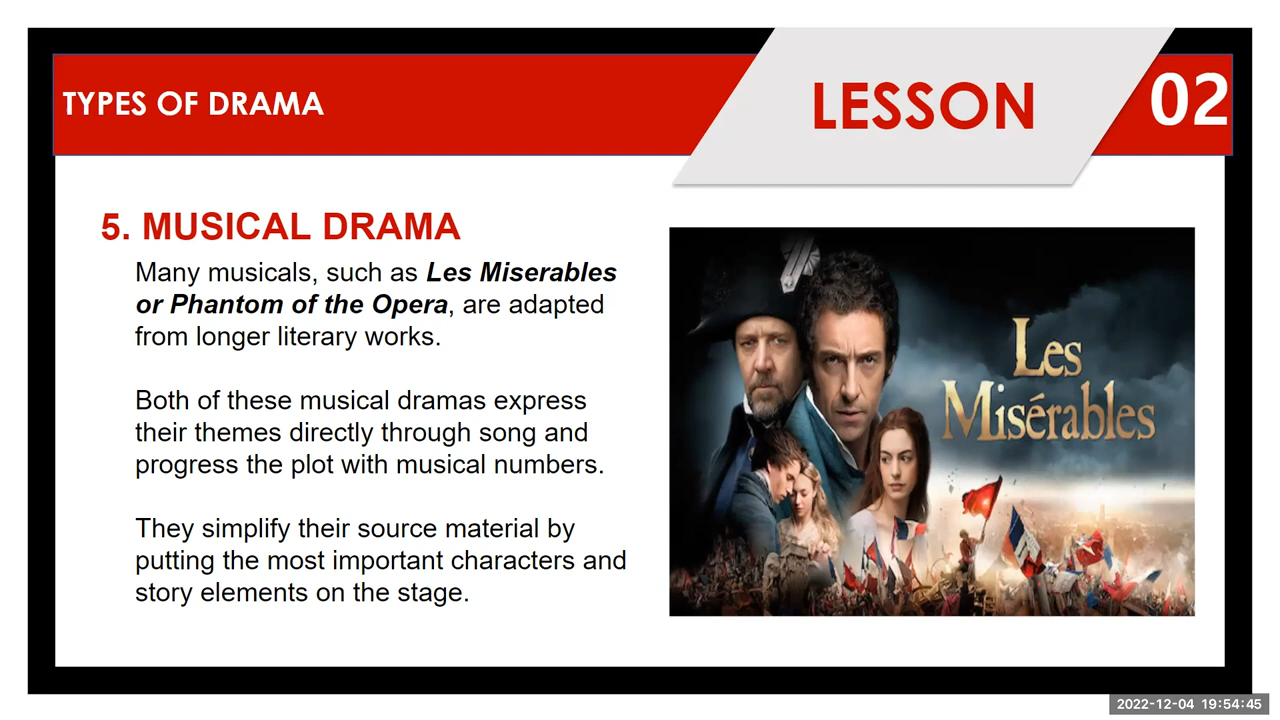 TYPES OF DRAMA
LESSON
02
5. MUSICAL DRAMA
Many musicals, such as Les Miserables
or Phantom of the Opera, are adapted
from longer literary works.
Both of these musical dramas express
their themes directly through song and
progress the plot with musical numbers.
They simplify their source material by
putting the most important characters and
story elements on the stage.
Les
Misérables
2022-12-04 19:54:45